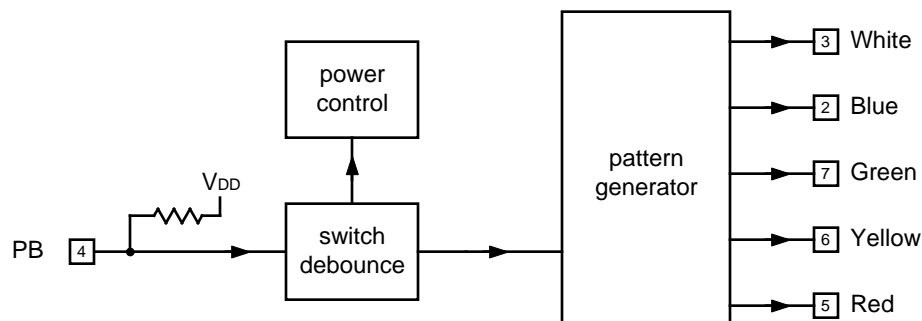 power
control
pattern
generator
VDD
PB
4
switch
debounce
3
White
2
Blue
7
Green
6
Yellow
5
Red